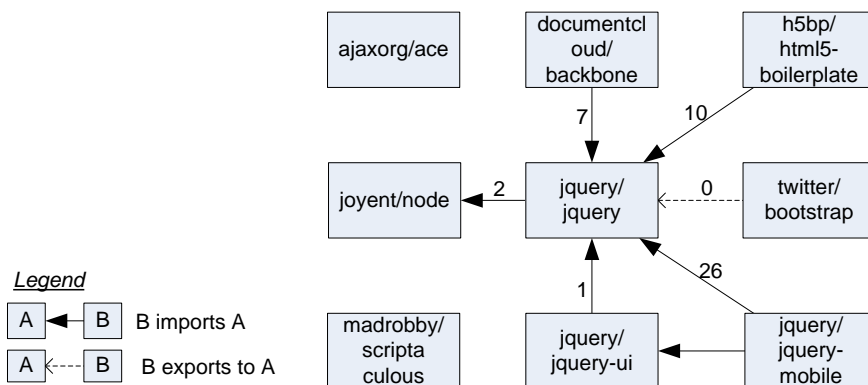 ajaxorg/ace
documentcl
oud/
backbone
h5bp/
html5-
boilerplate
7
10
joyent/node
2
jquery/
jquery
0
twitter/
bootstrap
1
26
madrobby/
scripta
culous
jquery/
jquery-ui
jquery/
jquery-
mobile
Legend
A
B
B imports A
A
B
B exports to A